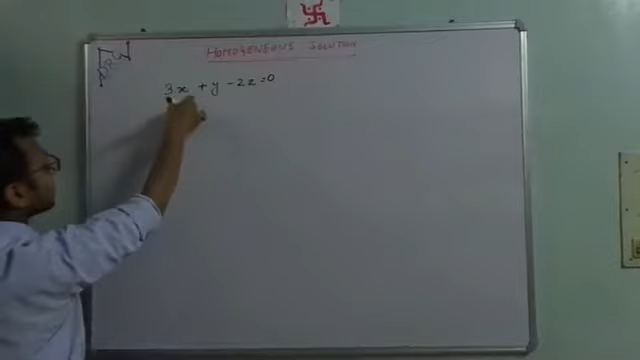 HOMOGENEOUS SOLUTION
3x + y - 2z = 0